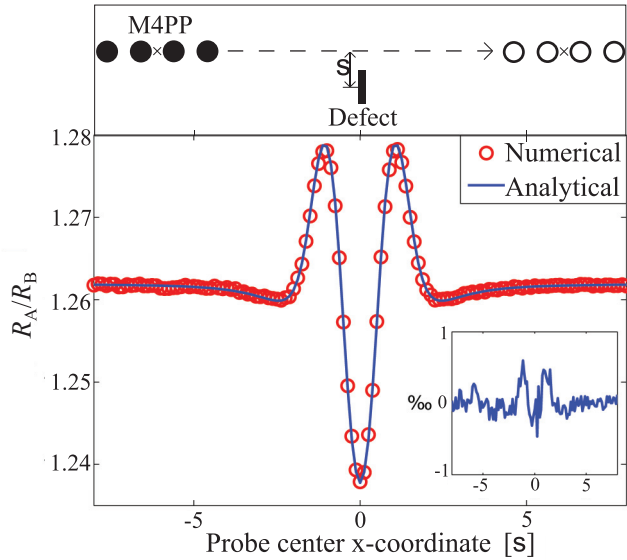 M4PP
s
Defect
1.28
1.27
1.26
1.25
1.24
R_A/R_B
Numerical
Analytical
‰
1
0
-1
-5
0
5
-5
0
5
Probe center x-coordinate [s]